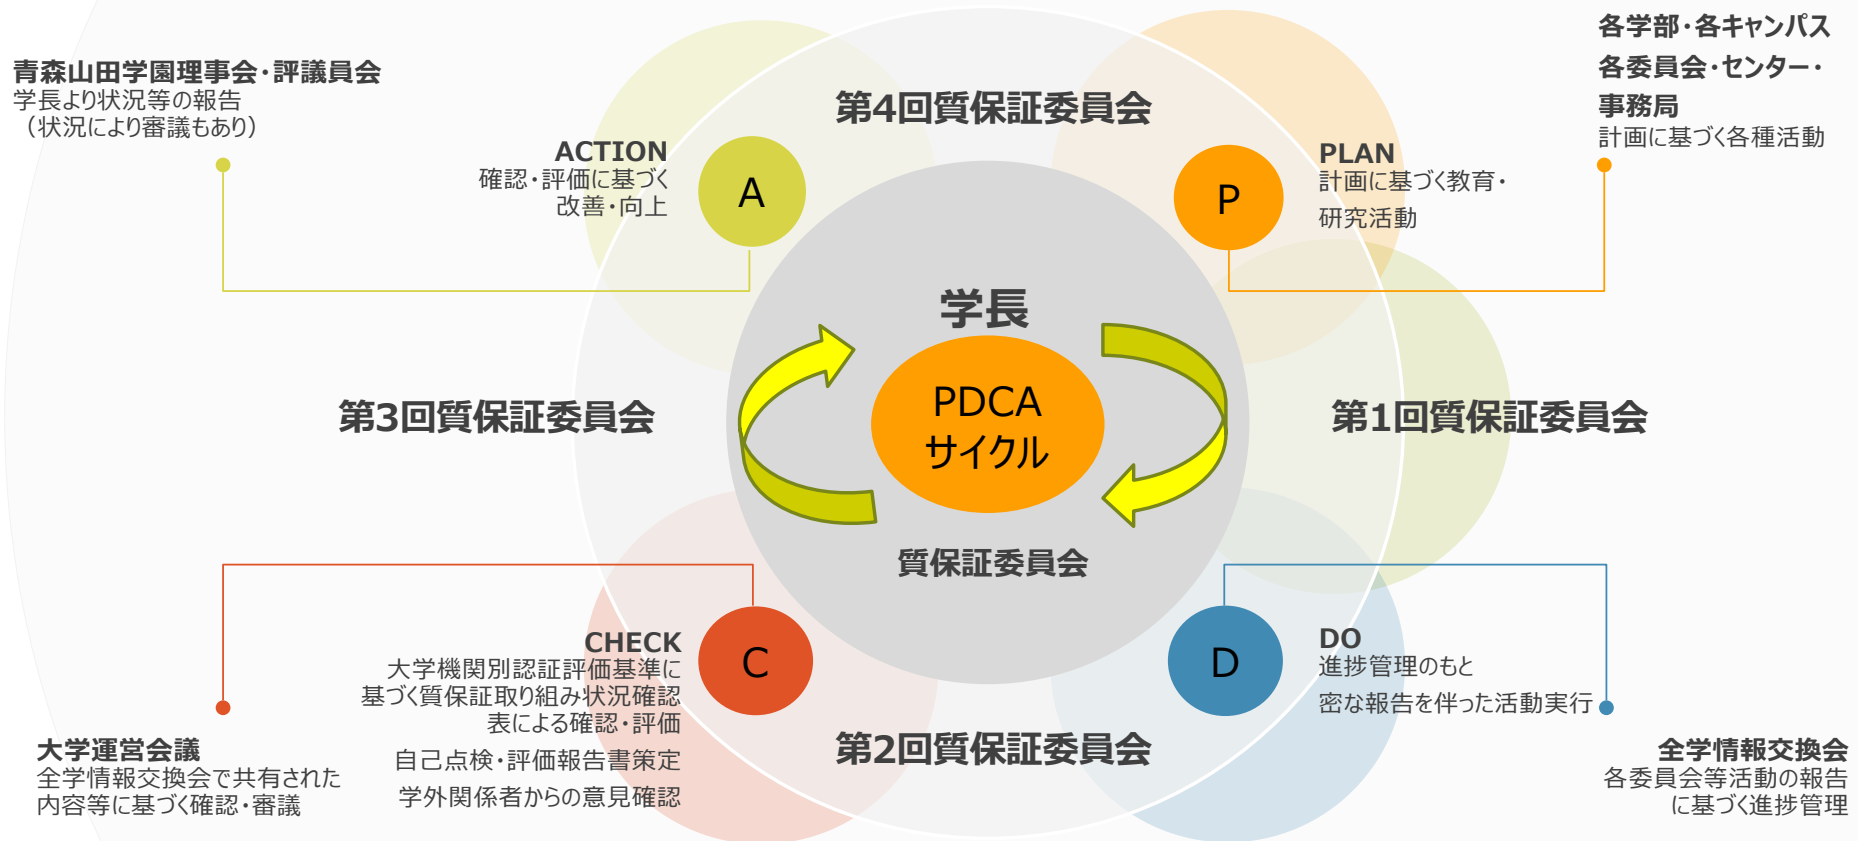 青森山田学園理事会・評議員会
学長より状況等の報告
（状況により審議もあり）
第4回質保証委員会
各学部・各キャンパス
各委員会・センター・
事務局
計画に基づく各種活動
ACTION
確認・評価に基づく
改善・向上
A
P
PLAN
計画に基づく教育・
研究活動
学長
第3回質保証委員会
PDCA
サイクル
第1回質保証委員会
質保証委員会
CHECK
大学機関別認証評価基準に
基づく質保証取り組み状況確認
表による確認・評価
自己点検・評価報告書策定
学外関係者からの意見確認
C
D
DO
進捗管理のもと
密な報告を伴った活動実行
第2回質保証委員会
大学運営会議
全学情報交換会で共有された
内容等に基づく確認・審議
全学情報交換会
各委員会等活動の報告
に基づく進捗管理